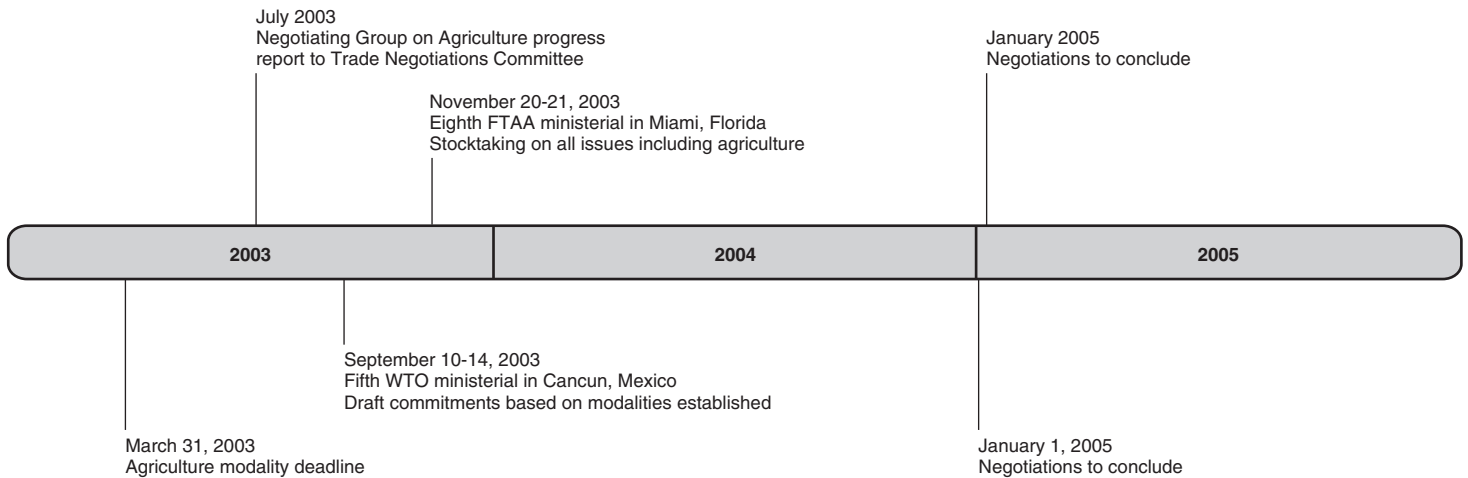 July 2003
Negotiating Group on Agriculture progress
report to Trade Negotiations Committee
January 2005
Negotiations to conclude
November 20-21, 2003
Eighth FTAA ministerial in Miami, Florida
Stocktaking on all issues including agriculture
2003
2004
2005
September 10-14, 2003
Fifth WTO ministerial in Cancun, Mexico
Draft commitments based on modalities established
March 31, 2003
Agriculture modality deadline
January 1, 2005
Negotiations to conclude